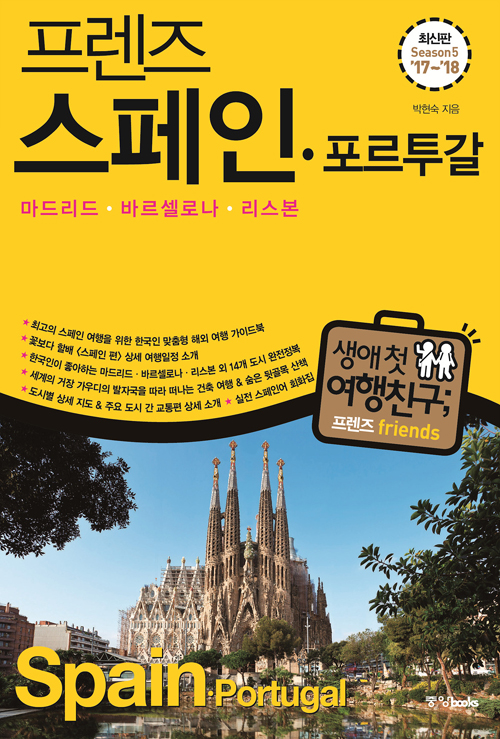 프렌즈
최신판
Season 5
'17~'18
박현숙 지음
스페인·포르투갈
마드리드 · 바르셀로나 · 리스본
★최고의 스페인 여행을 위한 한국인 맞춤형 해외 여행 가이드북
★꽃보다 할배 〈스페인 편〉 상세 여행일정 소개
★한국인이 좋아하는 마드리드 · 바르셀로나 · 리스본 외 14개 도시 완전정복
★세계의 거장 가우디의 발자국을 따라 떠나는 건축 여행 & 숨은 뒷골목 산책
★도시별 상세 지도 & 주요 도시 간 교통편 상세 소개 ★ 실전 스페인어 회화집
생애 첫
여행친구;
프렌즈 friends
Spain·Portugal
중앙books